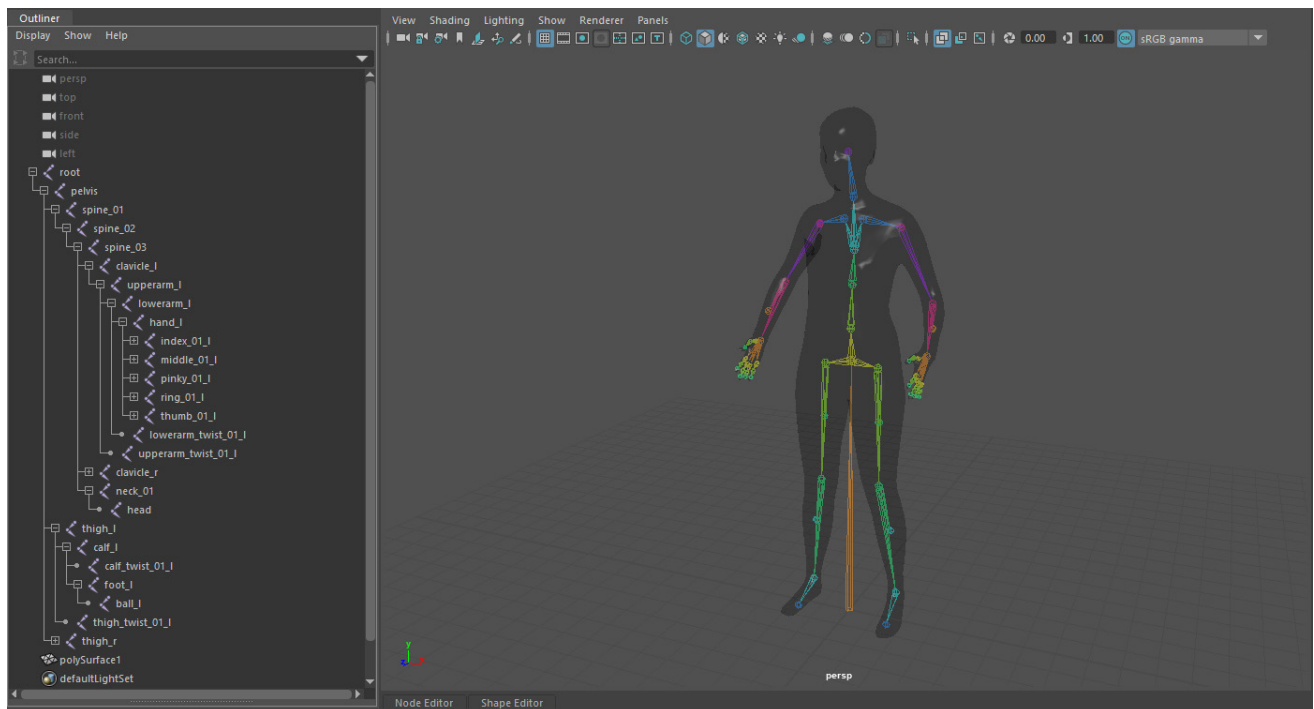 Outliner
Display Show Help
Search...
persp
top
front
side
left
root
pelvis
spine_01
spine_02
spine_03
clavicle_l
upperarm_l
lowerarm_l
hand_l
index_01_l
middle_01_l
pinky_01_l
ring_01_l
thumb_01_l
lowerarm_twist_01_l
upperarm_twist_01_l
clavicle_r
neck_01
head
thigh_l
calf_l
calf_twist_01_l
foot_l
ball_l
thigh_twist_01_l
thigh_r
polySurface1
defaultLightSet
View Shading Lighting Show Renderer Panels
0.00 1.00 ON sRGB gamma
y
x
persp
Node Editor Shape Editor